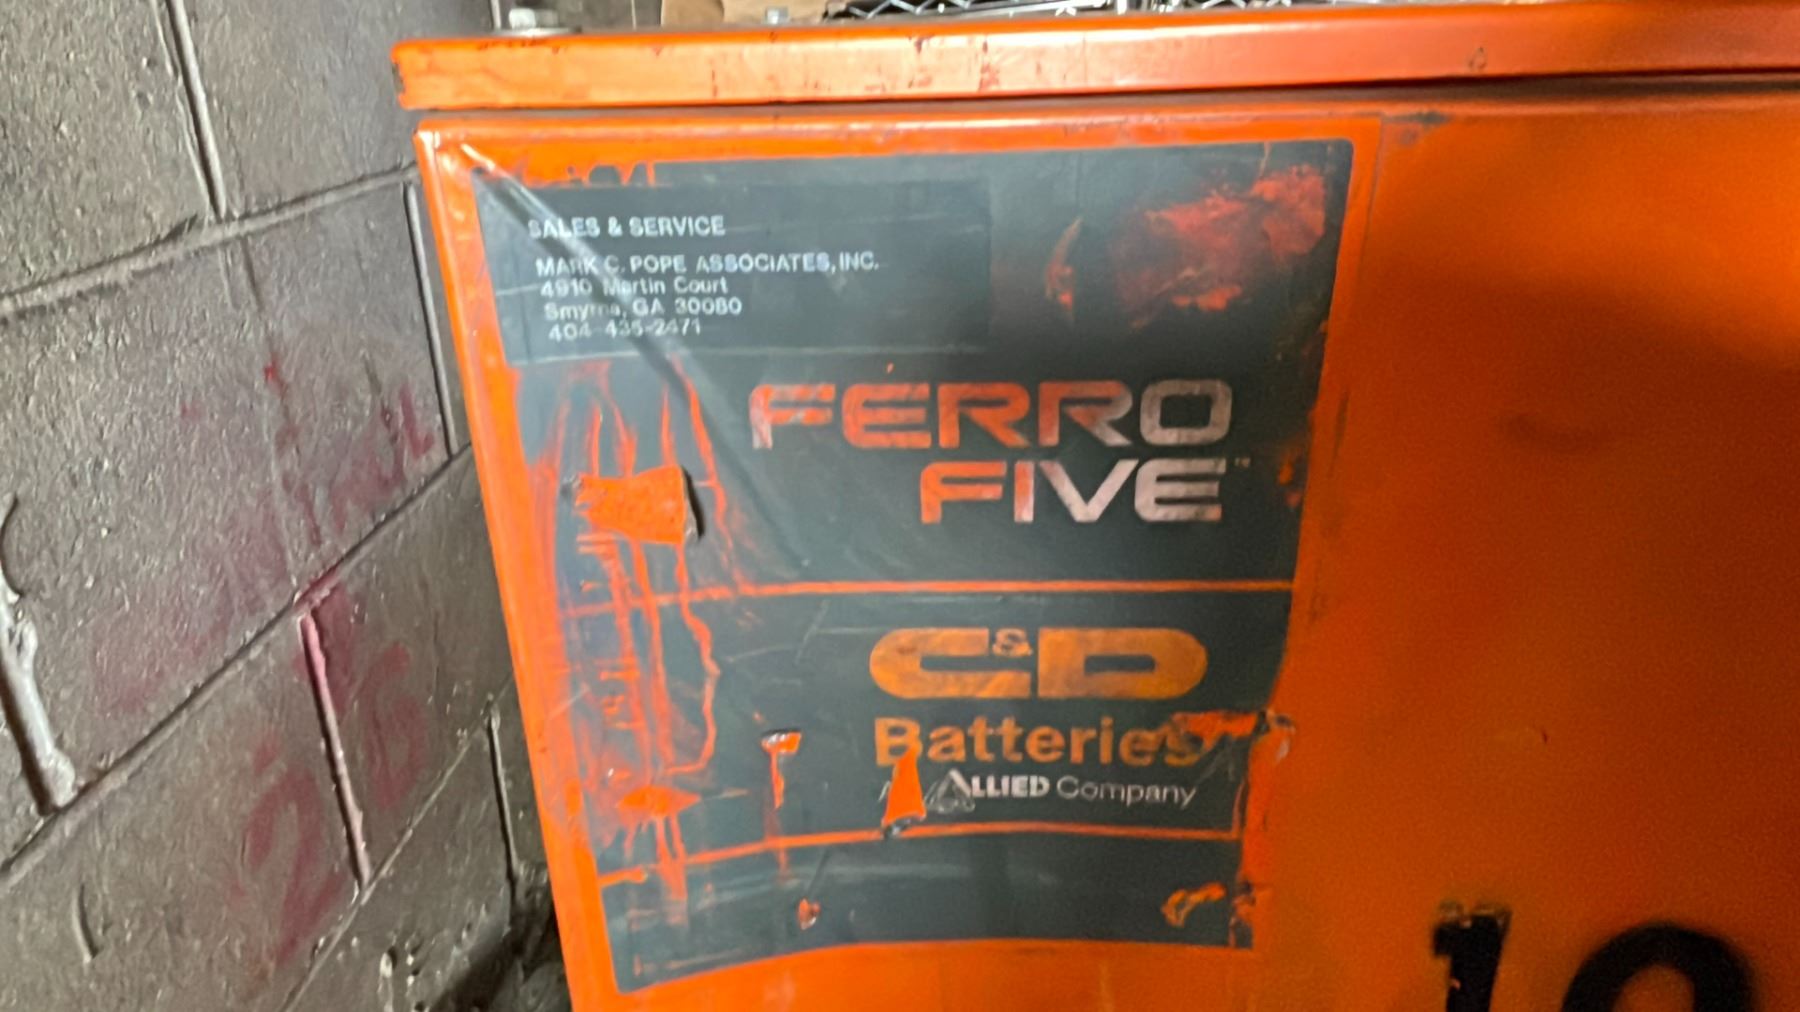 SALES & SERVICE
MARK C. POPE ASSOCIATES, INC.
4910 Martin Court
Smyrna, GA 30080
404-435-2471
FERRO
FIVE™
C&D
Batteries
ALLIED Company